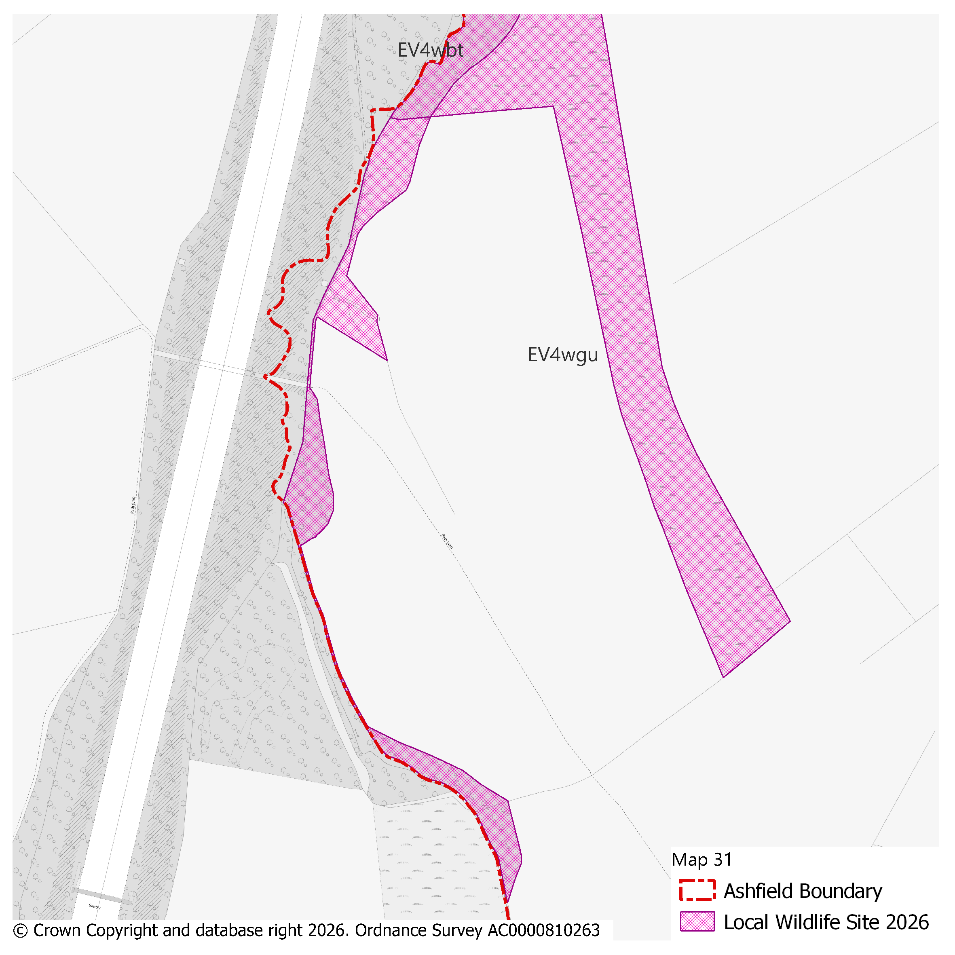 EV4wbt
EV4wgu
Map 31
Ashfield Boundary
Local Wildlife Site 2026
© Crown Copyright and database right 2026. Ordnance Survey AC0000810263